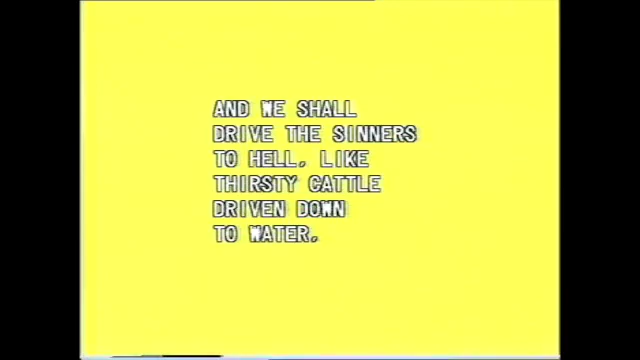 AND WE SHALL
DRIVE THE SINNERS
TO HELL, LIKE
THIRSTY CATTLE
DRIVEN DOWN
TO WATER.